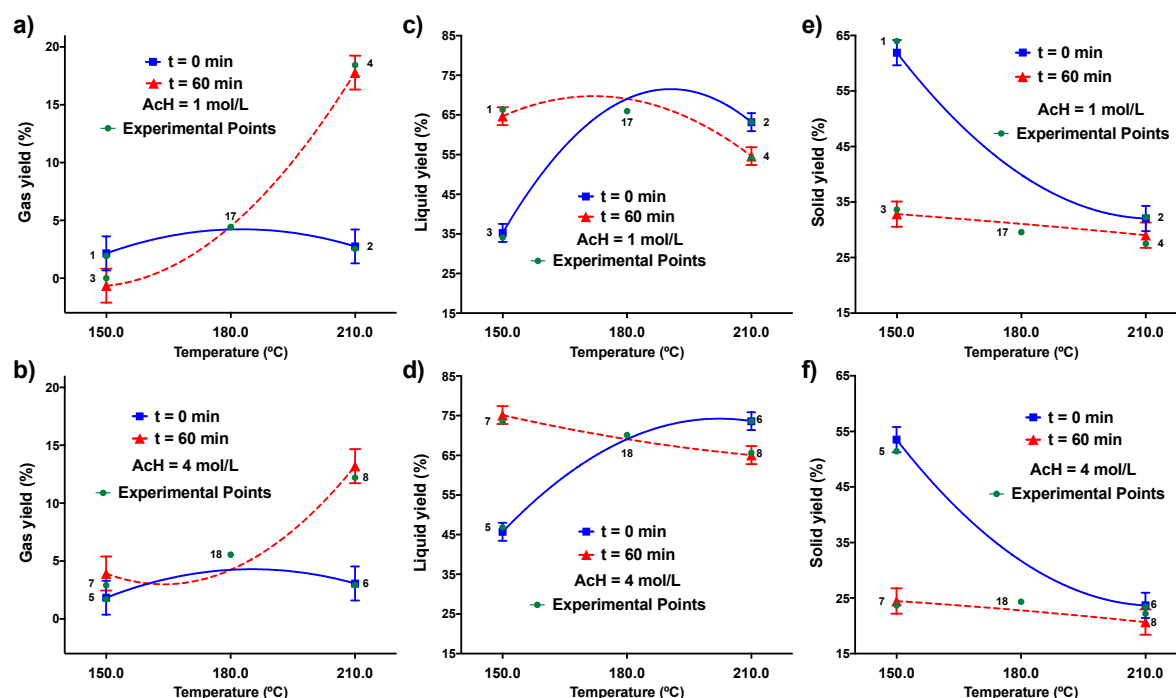 a)
Gas yield (%)
20
15
10
5
0
t = 0 min
t = 60 min
AcH = 1 mol/L
Experimental Points
1
3
17
4
2
150.0
180.0
210.0
Temperature (ºC)
c)
Liquid yield (%)
85
75
65
55
45
35
25
15
1
3
17
2
4
t = 0 min
t = 60 min
AcH = 1 mol/L
Experimental Points
150.0
180.0
210.0
Temperature (ºC)
e)
Solid yield (%)
65
55
45
35
25
15
1
3
17
2
4
t = 0 min
t = 60 min
AcH = 1 mol/L
Experimental Points
150.0
180.0
210.0
Temperature (ºC)
b)
Gas yield (%)
20
15
10
5
0
t = 0 min
t = 60 min
AcH = 4 mol/L
Experimental Points
7
5
18
8
6
150.0
180.0
210.0
Temperature (ºC)
d)
Liquid yield (%)
85
75
65
55
45
35
25
15
7
5
18
6
8
t = 0 min
t = 60 min
AcH = 4 mol/L
Experimental Points
150.0
180.0
210.0
Temperature (ºC)
f)
Solid yield (%)
65
55
45
35
25
15
5
7
18
6
8
t = 0 min
t = 60 min
AcH = 4 mol/L
Experimental Points
150.0
180.0
210.0
Temperature (ºC)